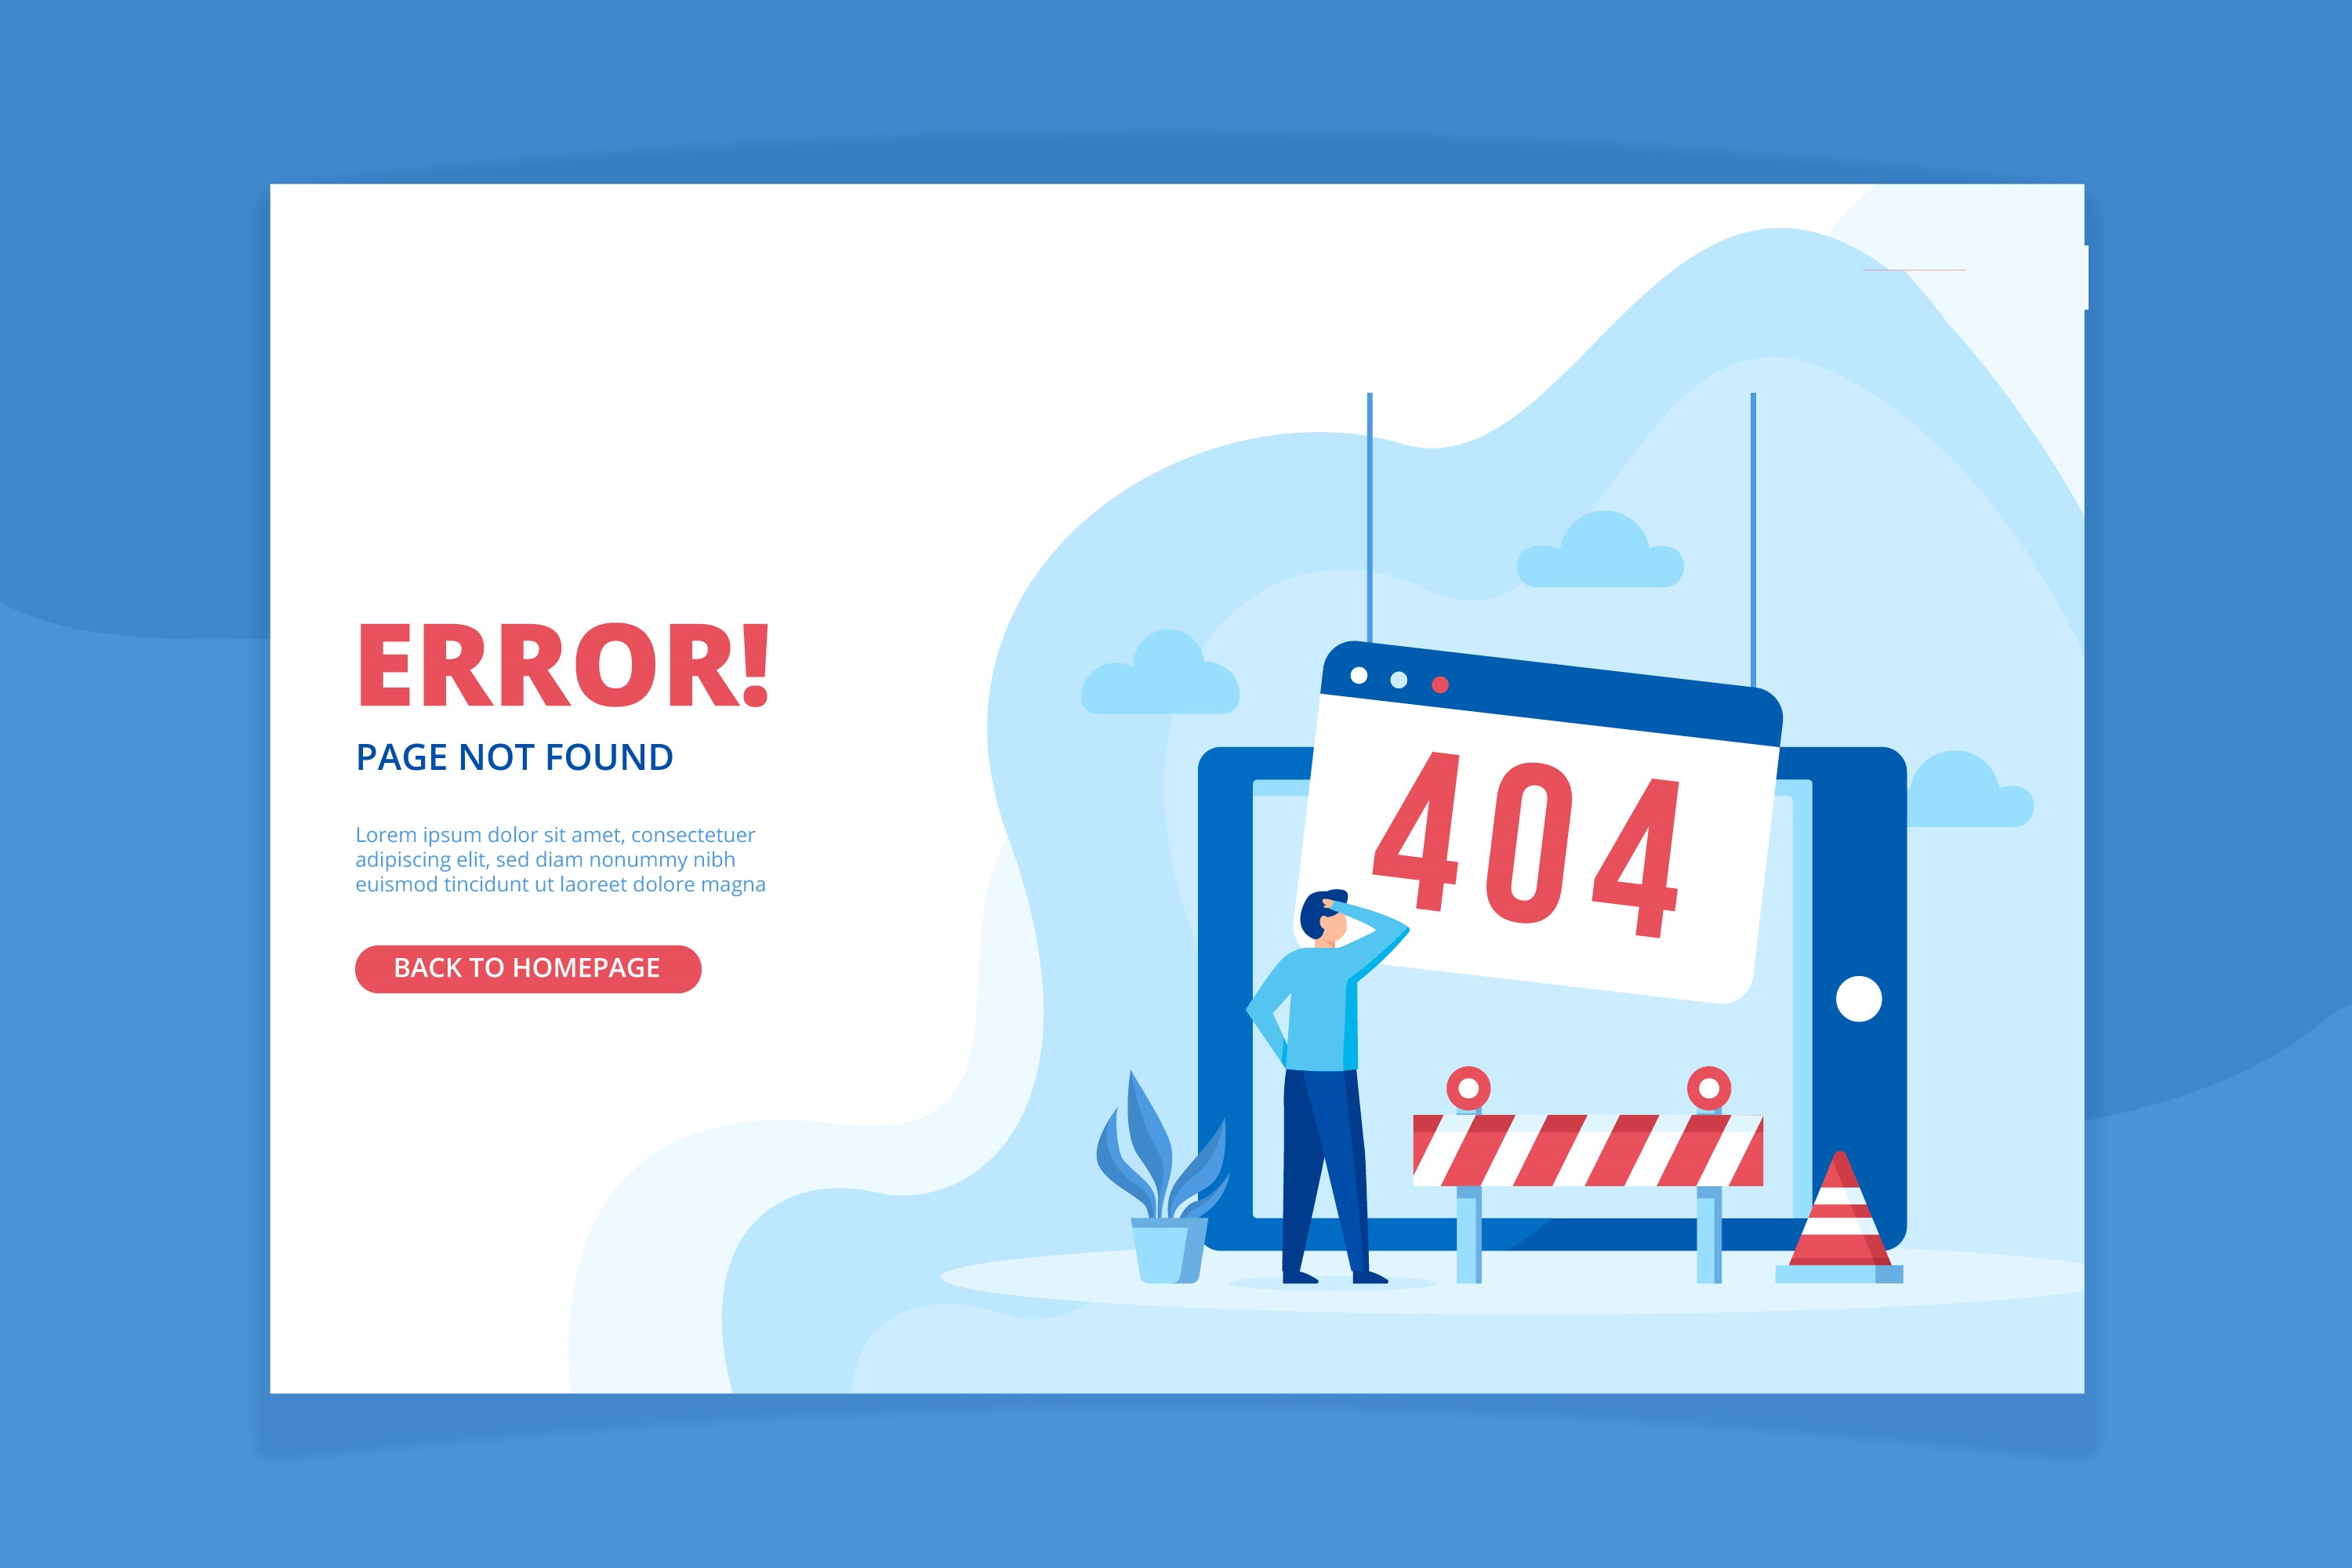 ERROR!
PAGE NOT FOUND
Lorem ipsum dolor sit amet, consectetuer
adipiscing elit, sed diam nonummy nibh
euismod tincidunt ut laoreet dolore magna
BACK TO HOMEPAGE
404